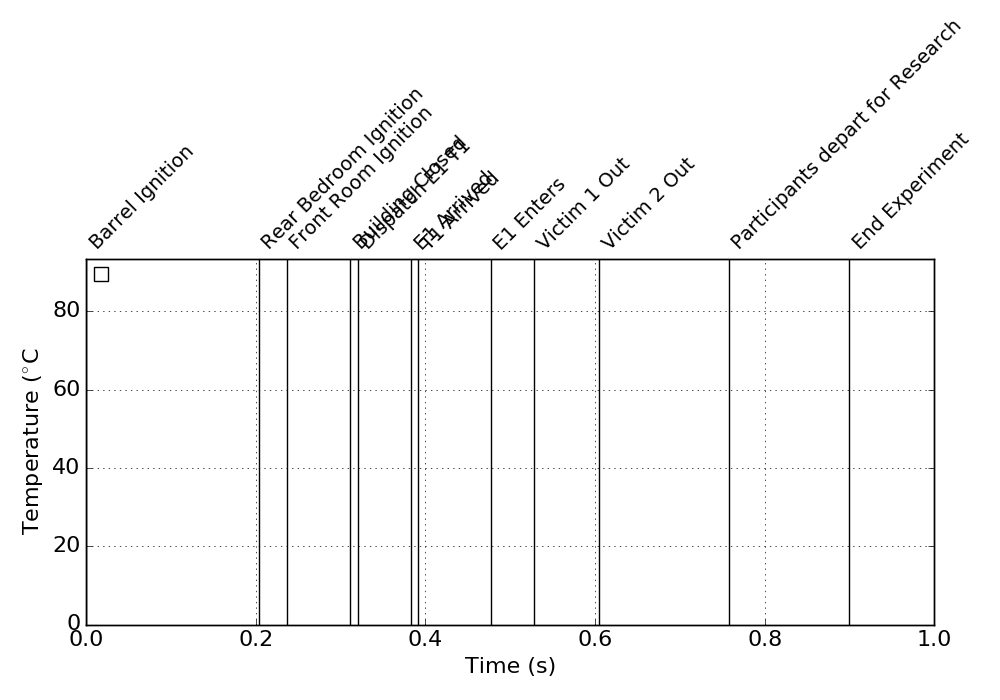 Barrel Ignition
Rear Bedroom Ignition
Front Room Ignition
Building Closed
Dispatch E1 T1
E1 Arrived
T1 Arrived
E1 Enters
Victim 1 Out
Victim 2 Out
Participants depart for Research
End Experiment
80
60
40
20
0
Temperature (°C
0.0 0.2 0.4 0.6 0.8 1.0
Time (s)